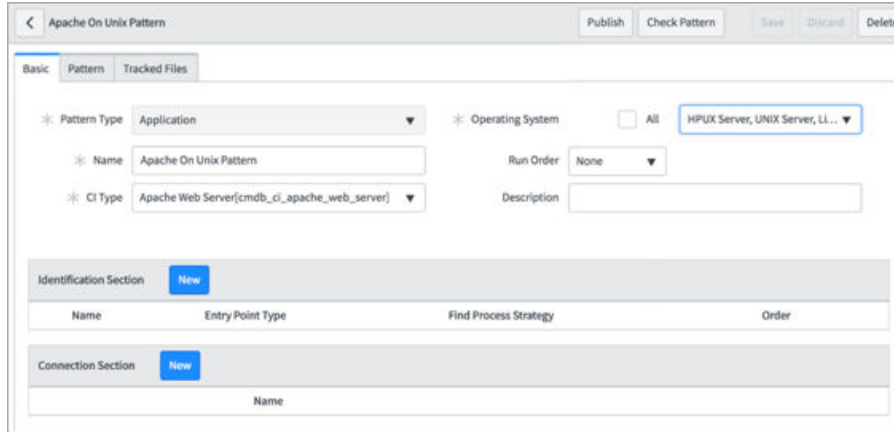 Apache On Unix Pattern Publish Check Pattern Save Discard
Basic Pattern Tracked Files
Pattern Type Application Operating System All HPUX Server, UNIX Server, Li...
Name Apache On Unix Pattern Run Order None
CI Type Apache Web Server[cmdb_ci_apache_web_server] Description
Identification Section New
Name Entry Point Type Find Process Strategy Order
Connection Section New
Name